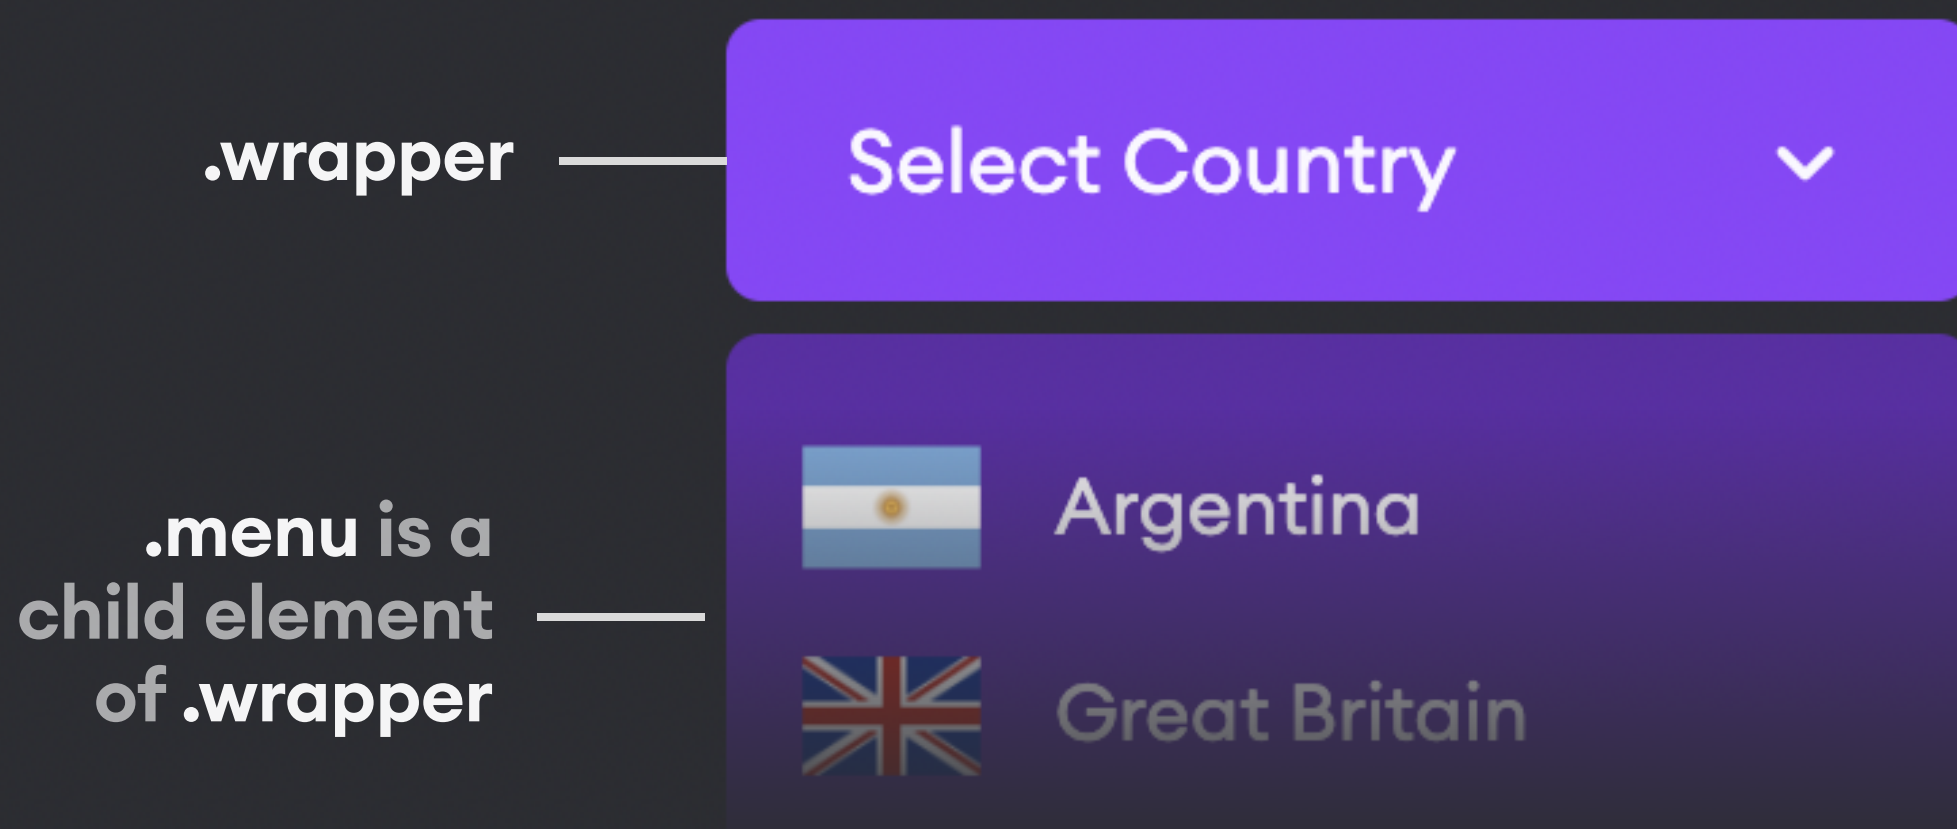 .wrapper
Select Country
.menu is a
child element
of .wrapper
Argentina
Great Britain